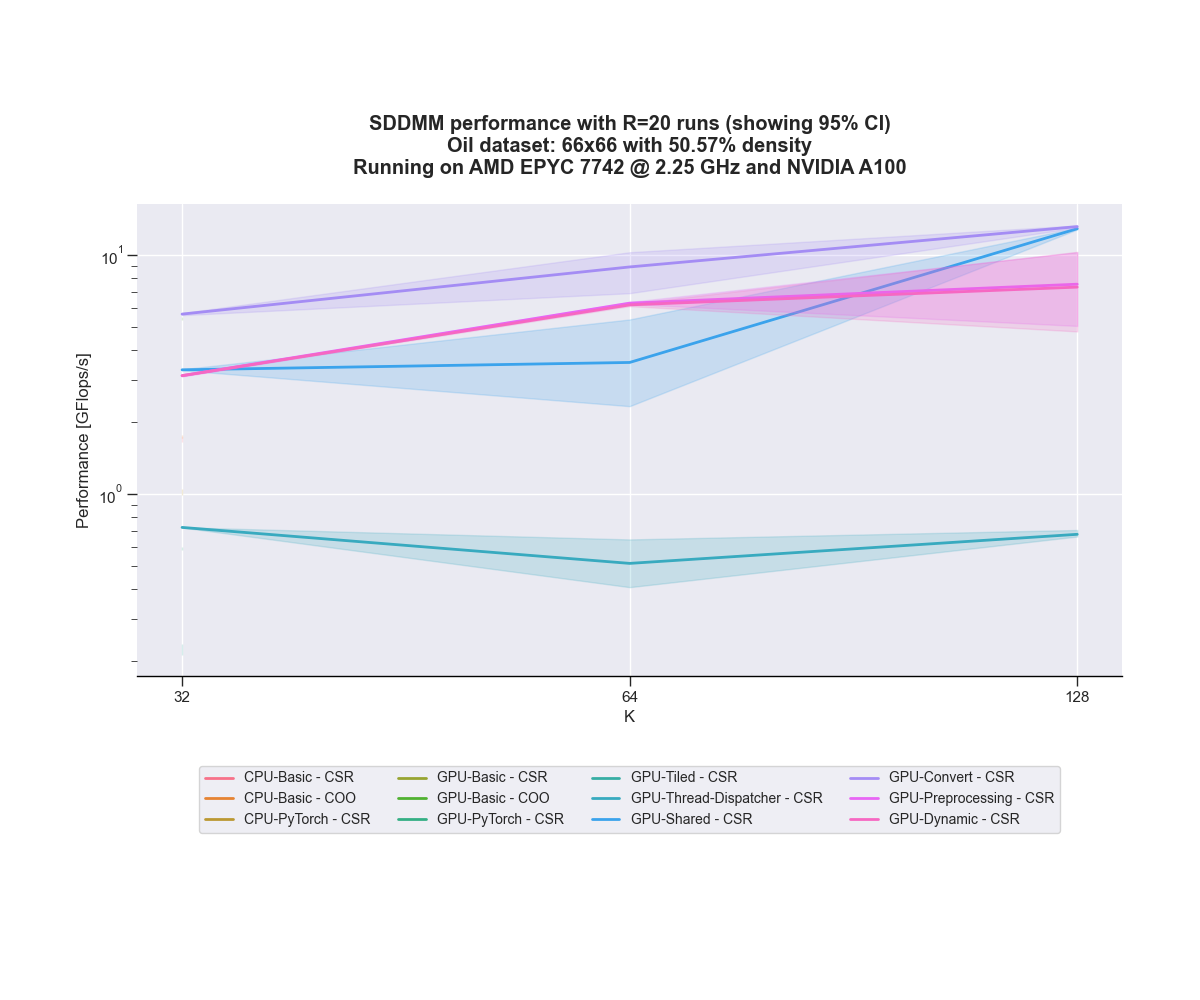 SDDMM performance with R=20 runs (showing 95% CI)
Oil dataset: 66x66 with 50.57% density
Running on AMD EPYC 7742 @ 2.25 GHz and NVIDIA A100
Performance [GFlops/s]
10^1
10^0
32 64 128
K
CPU-Basic - CSR GPU-Basic - CSR GPU-Tiled - CSR GPU-Convert - CSR
CPU-Basic - COO GPU-Basic - COO GPU-Thread-Dispatcher - CSR GPU-Preprocessing - CSR
CPU-PyTorch - CSR GPU-PyTorch - CSR GPU-Shared - CSR GPU-Dynamic - CSR